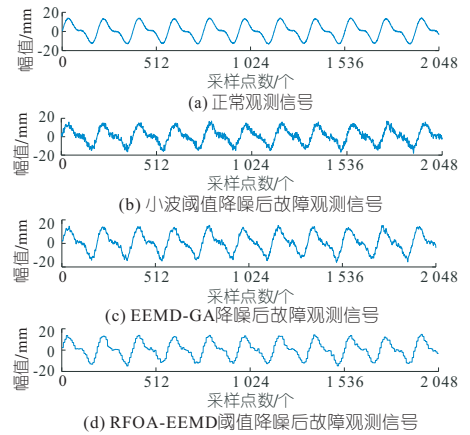 幅值/mm
20
0
-20
0 512 1 024 1 536 2 048
采样点数/个
(a) 正常观测信号
幅值/mm
20
0
-20
0 512 1 024 1 536 2 048
采样点数/个
(b) 小波阈值降噪后故障观测信号
幅值/mm
20
0
-20
0 512 1 024 1 536 2 048
采样点数/个
(c) EEMD-GA降噪后故障观测信号
幅值/mm
20
0
-20
0 512 1 024 1 536 2 048
采样点数/个
(d) RFOA-EEMD阈值降噪后故障观测信号